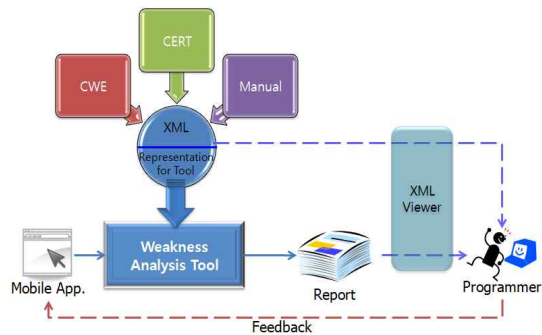 CERT
CWE
Manual
XML
Representation
for Tool
XML
Viewer
Weakness
Analysis Tool
Mobile App.
Report
Programmer
Feedback